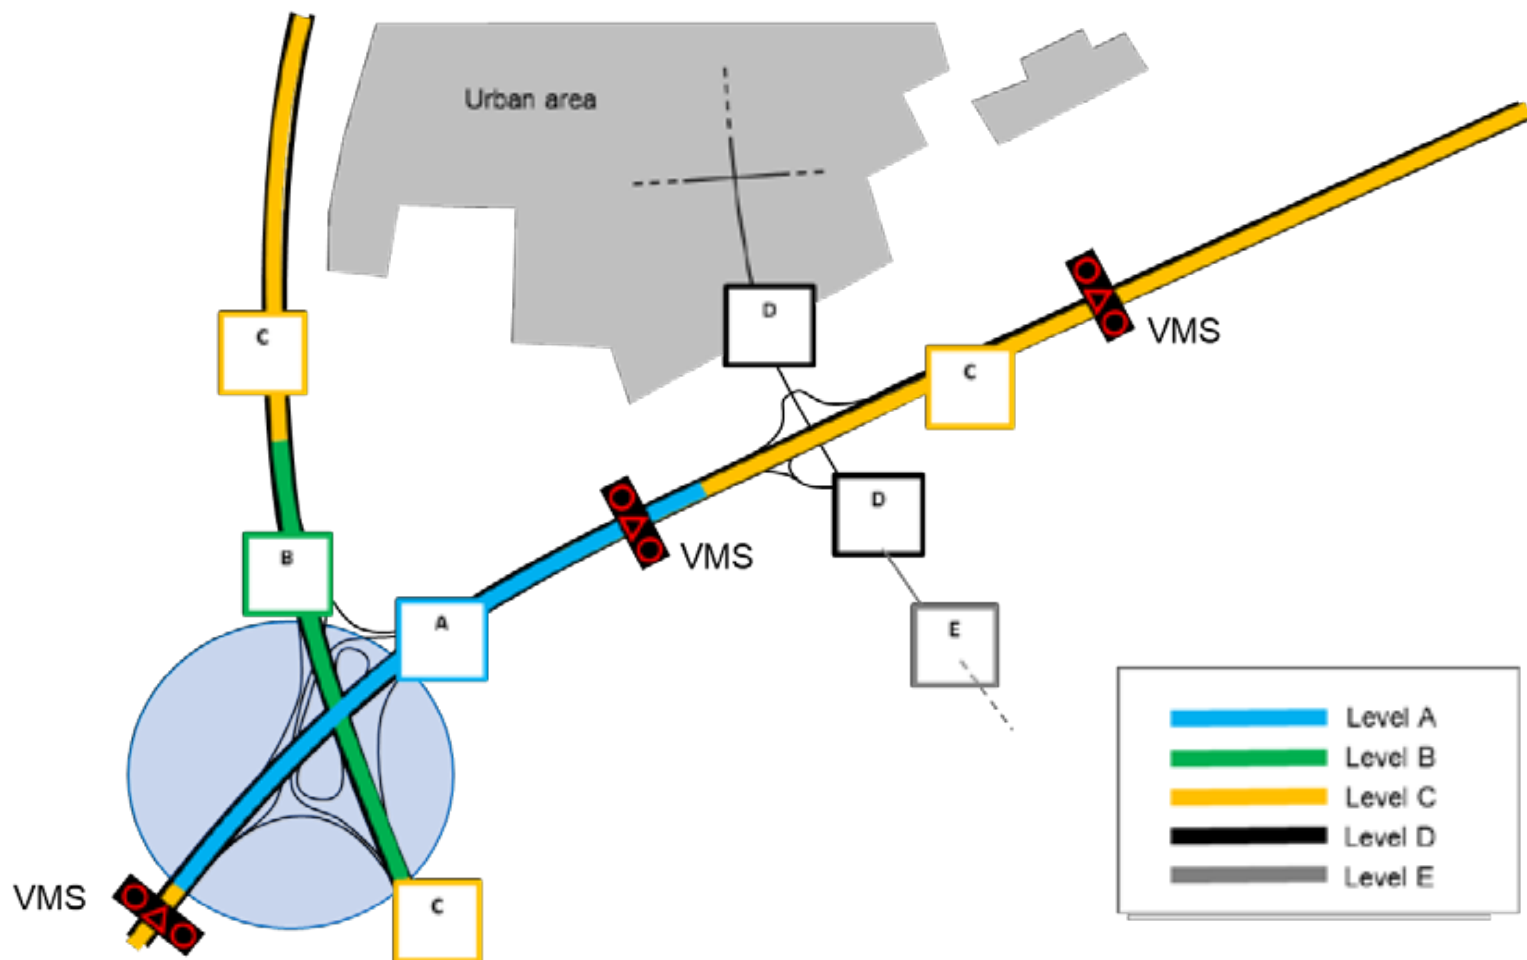 Urban area
D
C
VMS
C
D
VMS
B
A
E
Level A
Level B
Level C
Level D
Level E
VMS
C